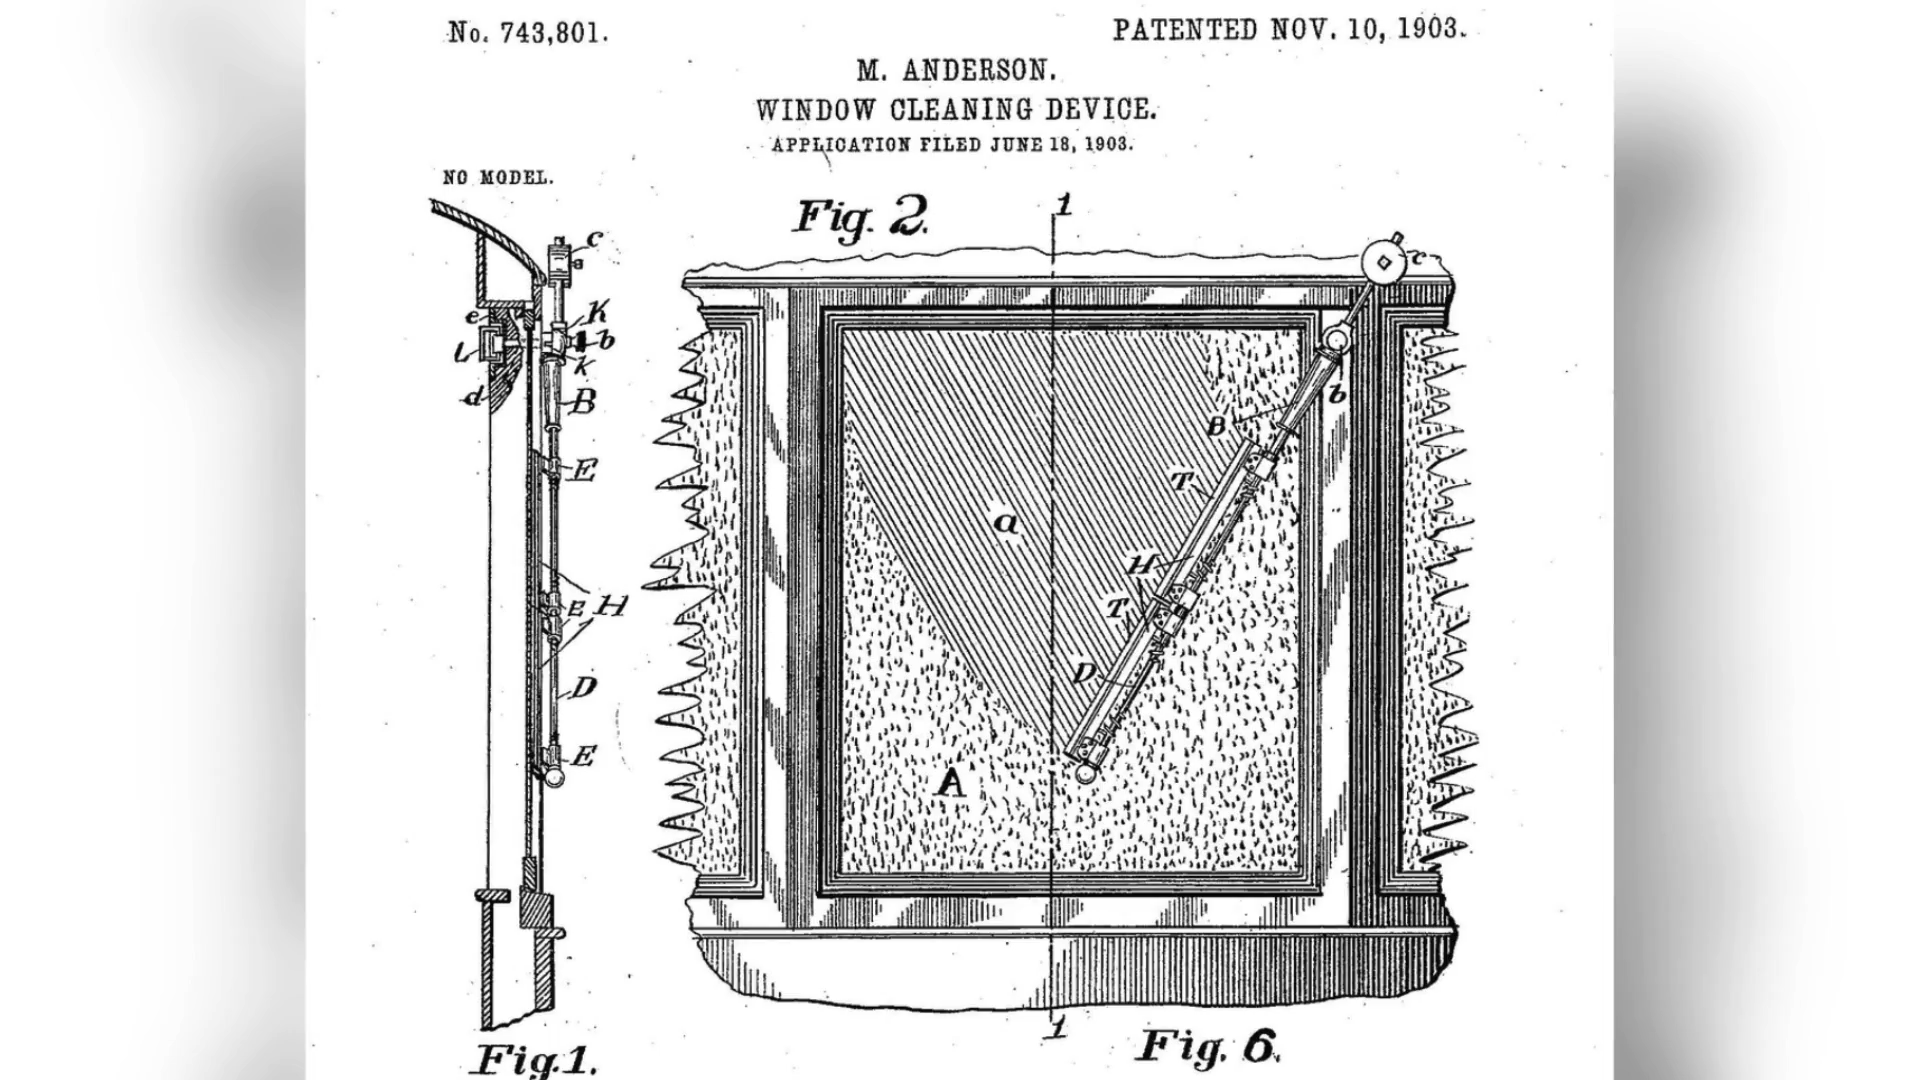 No. 743,801.
PATENTED NOV. 10, 1903.
M. ANDERSON.
WINDOW CLEANING DEVICE.
APPLICATION FILED JUNE 18, 1903.
NO MODEL.
Fig. 2.
1
c
c
e
K
L
b
k
d
B
b
B
E
T
a
H
E
H
T
D
D
E
A
1
Fig. 1.
Fig. 6.